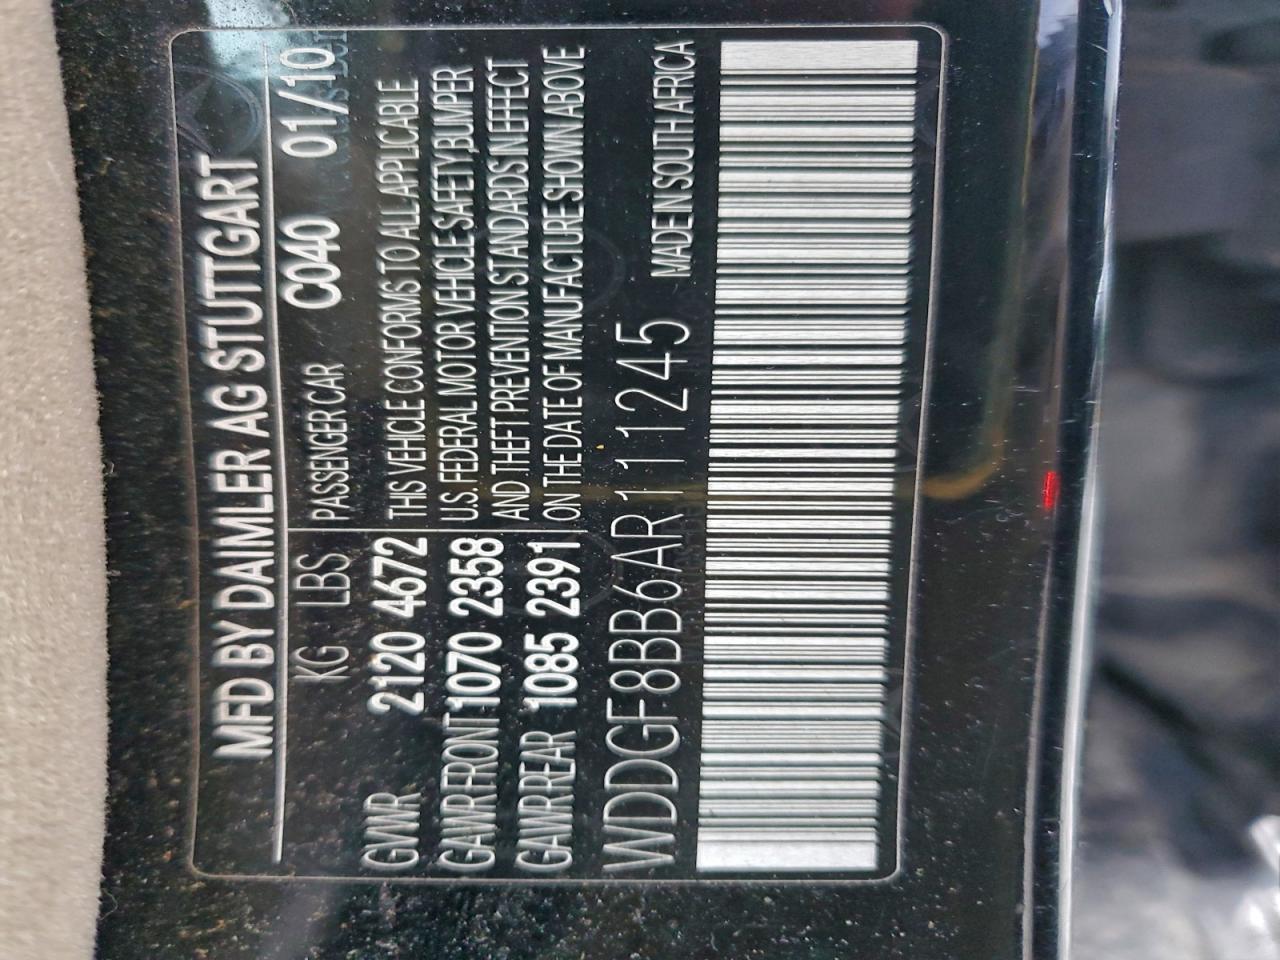 MFD BY DAIMLER AG STUTTGART
KG LBS PASSENGER CAR C040 01/10
GVWR 2120 4672 THIS VEHICLE CONFORMS TO ALL APPLICABLE
GAWR FRONT 1070 2358 U.S. FEDERAL MOTOR VEHICLE SAFETY, BUMPER
AND THEFT PREVENTION STANDARDS IN EFFECT
GAWR REAR 1085 2391 ON THE DATE OF MANUFACTURE SHOWN ABOVE
WDDGF8BB6AR111245 MADE IN SOUTH AFRICA